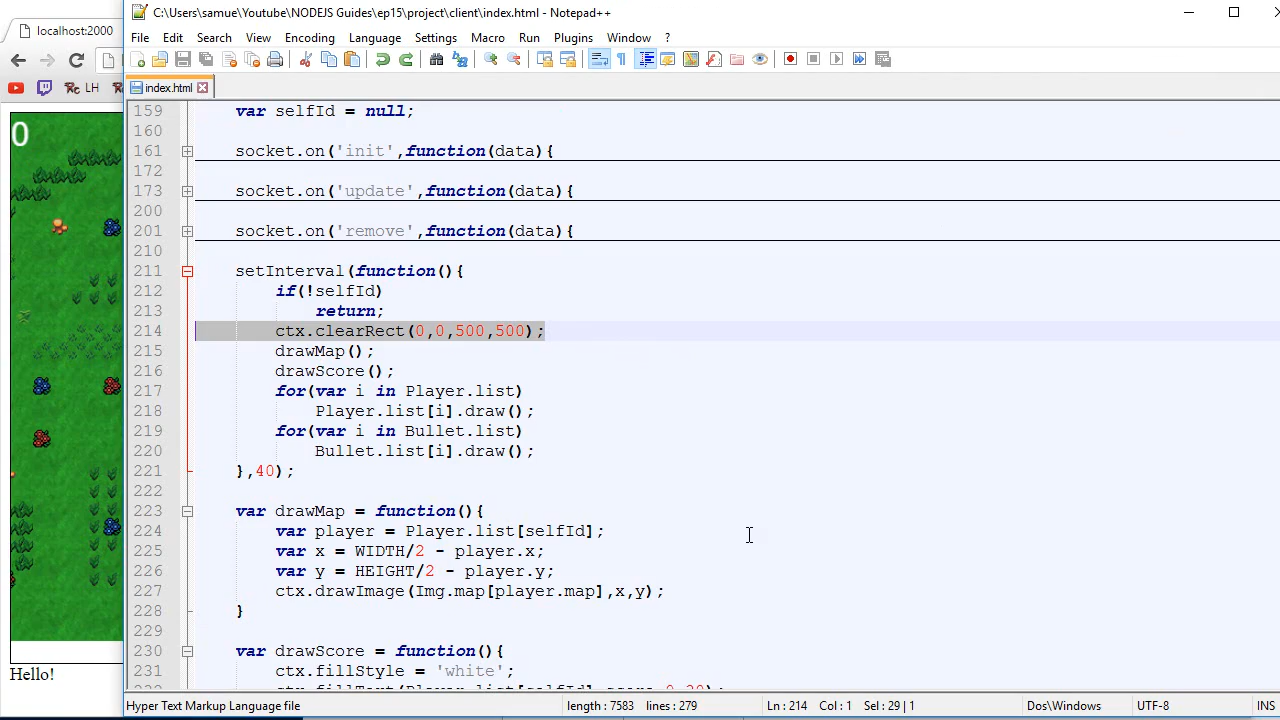 C:\Users\samue\Youtube\NODEJS Guides\ep15\project\client\index.html - Notepad++
localhost:2000
File Edit Search View Encoding Language Settings Macro Run Plugins Window ?
LH
index.html
0
159 var selfId = null;
160
161 socket.on('init',function(data){
172
173 socket.on('update',function(data){
200
201 socket.on('remove',function(data){
210
211 setInterval(function(){
212 if(!selfId)
213 return;
214 ctx.clearRect(0,0,500,500);
215 drawMap();
216 drawScore();
217 for(var i in Player.list)
218 Player.list[i].draw();
219 for(var i in Bullet.list)
220 Bullet.list[i].draw();
221 },40);
222
223 var drawMap = function(){
224 var player = Player.list[selfId];
225 var x = WIDTH/2 - player.x;
226 var y = HEIGHT/2 - player.y;
227 ctx.drawImage(Img.map[player.map],x,y);
228 }
229
230 var drawScore = function(){
231 ctx.fillStyle = 'white';
Hello!
Hyper Text Markup Language file length : 7583 lines : 279 Ln : 214 Col : 1 Sel : 29 | 1 Dos\Windows UTF-8 INS